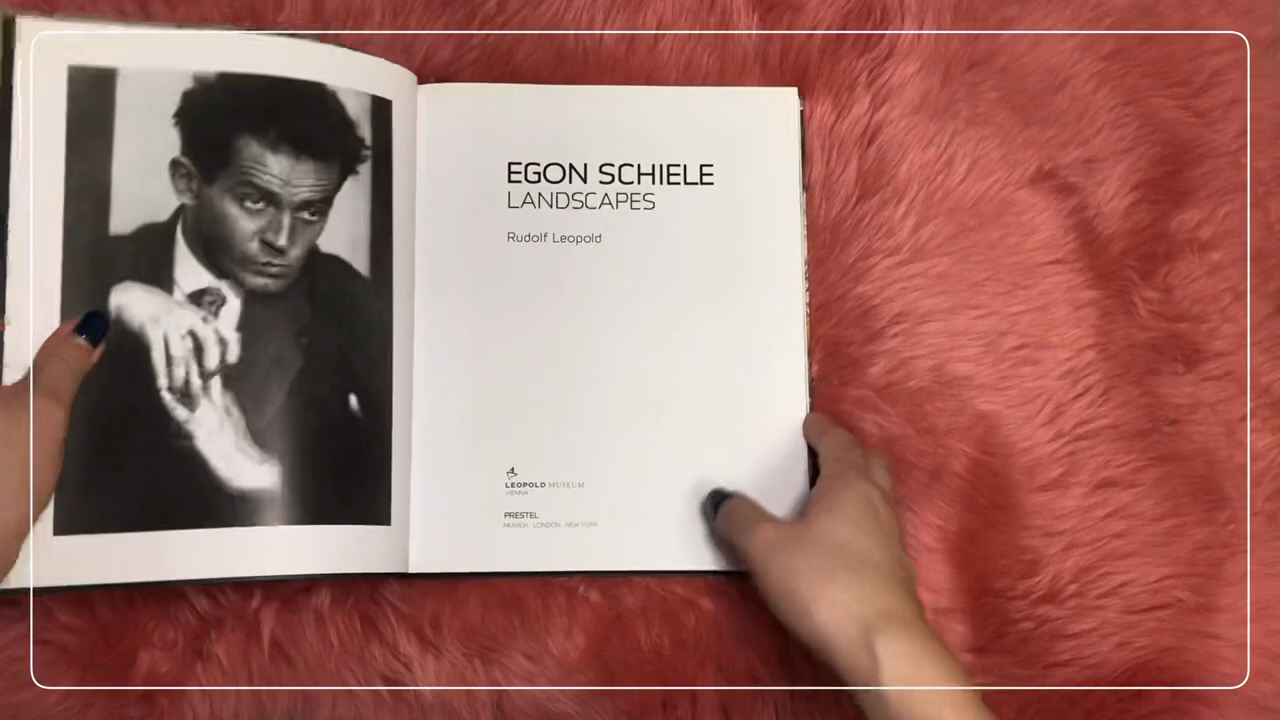 EGON SCHIELE
LANDSCAPES
Rudolf Leopold
LEOPOLD MUSEUM
VIENNA
PRESTEL
MUNICH LONDON NEW YORK